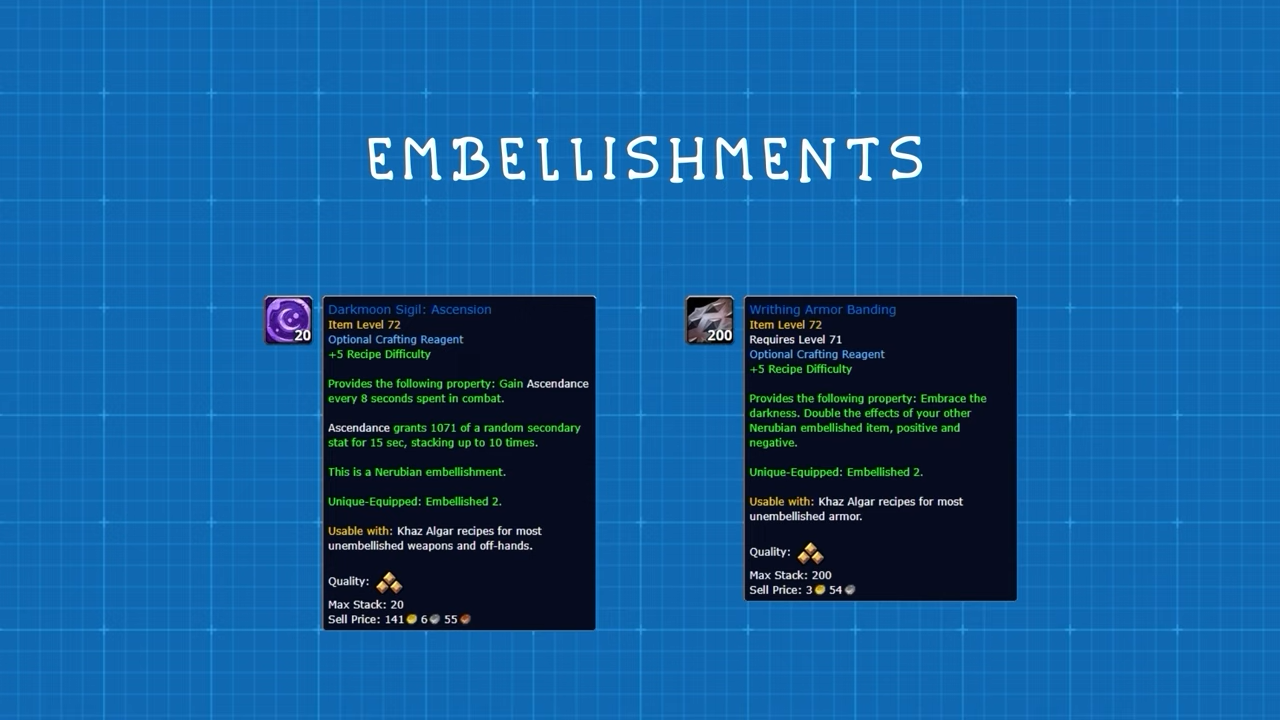 EMBELLISHMENTS
20
Darkmoon Sigil: Ascension
Item Level 72
Optional Crafting Reagent
+5 Recipe Difficulty
Provides the following property: Gain Ascendance
every 8 seconds spent in combat.
Ascendance grants 1071 of a random secondary
stat for 15 sec, stacking up to 10 times.
This is a Nerubian embellishment.
Unique-Equipped: Embellished 2.
Usable with: Khaz Algar recipes for most
unembellished weapons and off-hands.
Quality:
Max Stack: 20
Sell Price: 141 6 55
200
Writhing Armor Banding
Item Level 72
Requires Level 71
Optional Crafting Reagent
+5 Recipe Difficulty
Provides the following property: Embrace the
darkness. Double the effects of your other
Nerubian embellished item, positive and
negative.
Unique-Equipped: Embellished 2.
Usable with: Khaz Algar recipes for most
unembellished armor.
Quality:
Max Stack: 200
Sell Price: 3 54